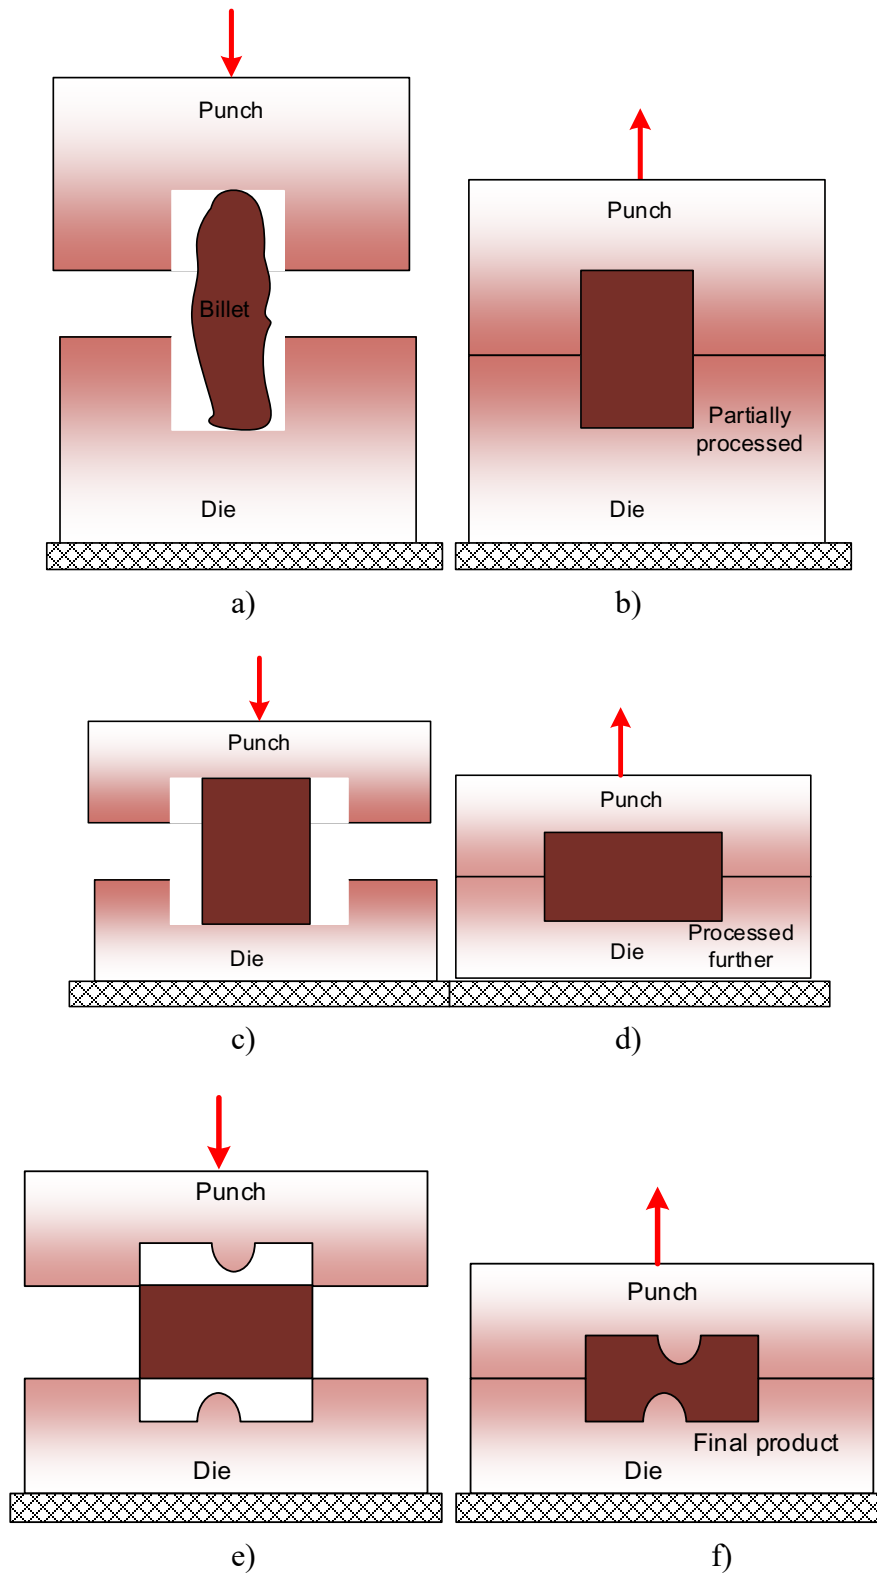 Punch
Billet
Die
a)
Punch
Partially
processed
Die
b)
Punch
Die
c)
Punch
Processed
Die
further
d)
Punch
Die
e)
Punch
Final product
Die
f)